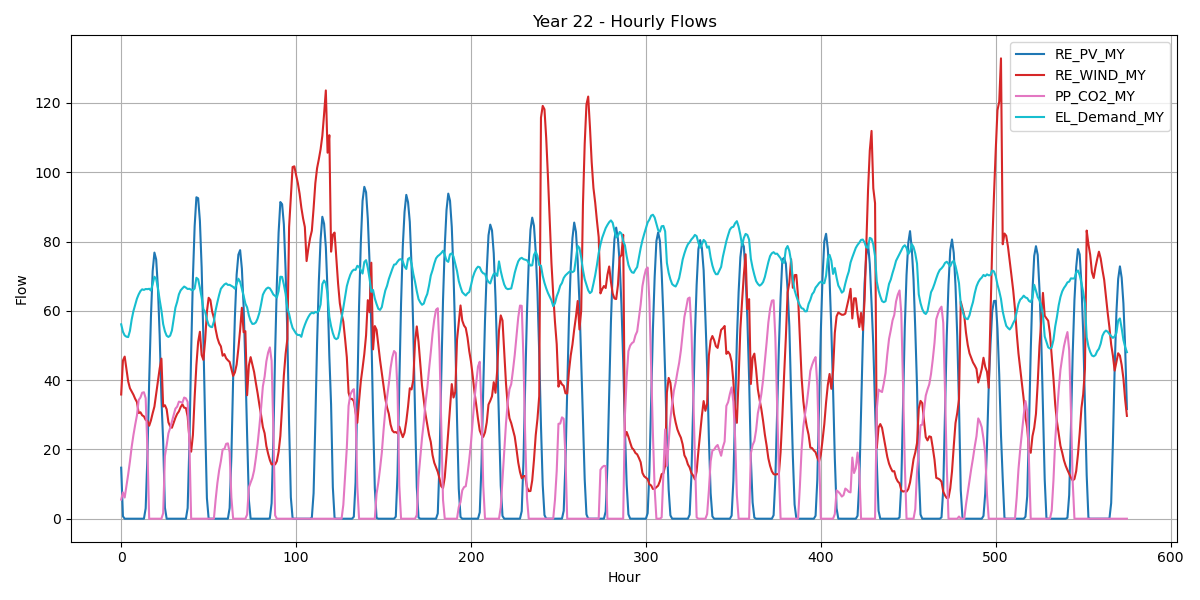 Year 22 - Hourly Flows
RE_PV_MY
RE_WIND_MY
PP_CO2_MY
EL_Demand_MY
Flow
120
100
80
60
40
20
0
0 100 200 300 400 500 600
Hour